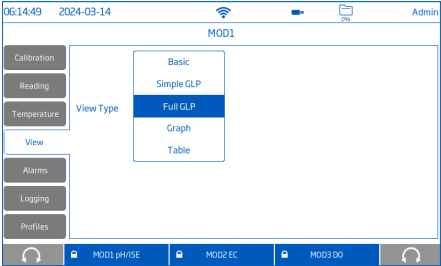 06:14:49 2024-03-14 0% Admin
MOD1
Calibration
Reading
Temperature
View
Alarms
Logging
Profiles
View Type
Basic
Simple GLP
Full GLP
Graph
Table
MOD1 pH/ISE MOD2 EC MOD3 DO